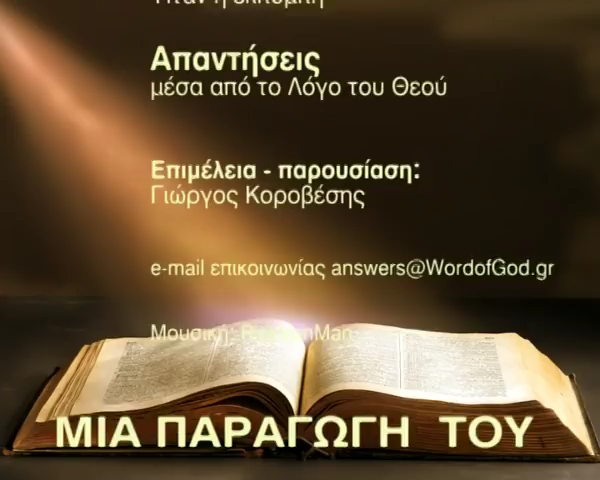 Απαντήσεις
μέσα από το Λόγο του Θεού
Επιμέλεια - παρουσίαση:
Γιώργος Κοροβέσης
e-mail επικοινωνίας answers@WordofGod.gr
Μουσική:
ΜΙΑ ΠΑΡΑΓΩΓΗ ΤΟΥ